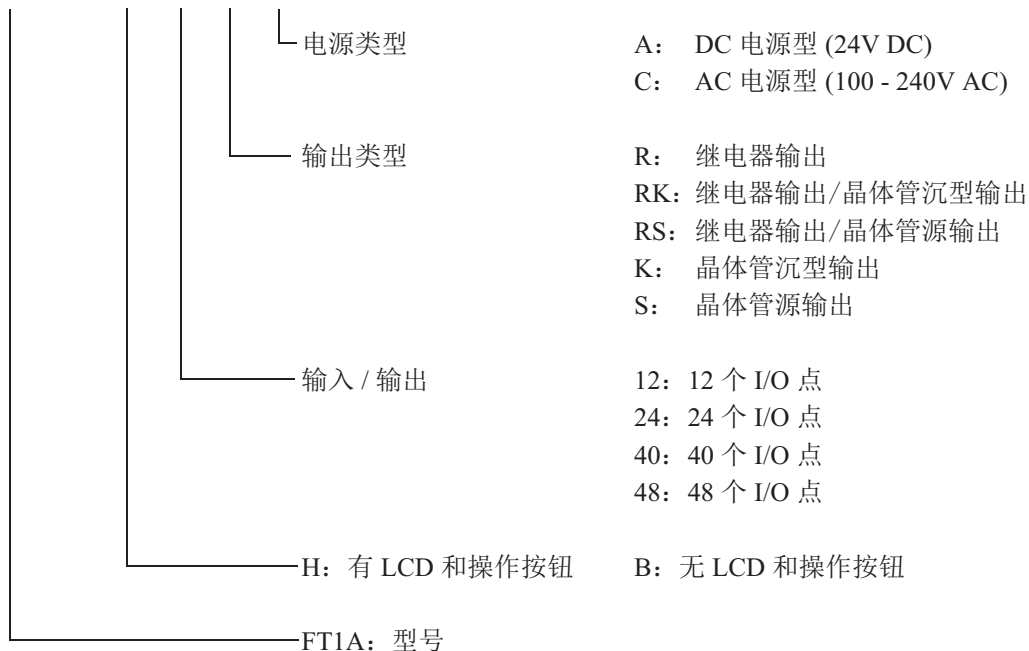 电源类型 A： DC 电源型 (24V DC)
C： AC 电源型 (100 - 240V AC)
输出类型 R： 继电器输出
RK：继电器输出/晶体管沉型输出
RS：继电器输出/晶体管源输出
K： 晶体管沉型输出
S： 晶体管源输出
输入 / 输出 12：12 个 I/O 点
24：24 个 I/O 点
40：40 个 I/O 点
48：48 个 I/O 点
H：有 LCD 和操作按钮 B：无 LCD 和操作按钮
FT1A：型号